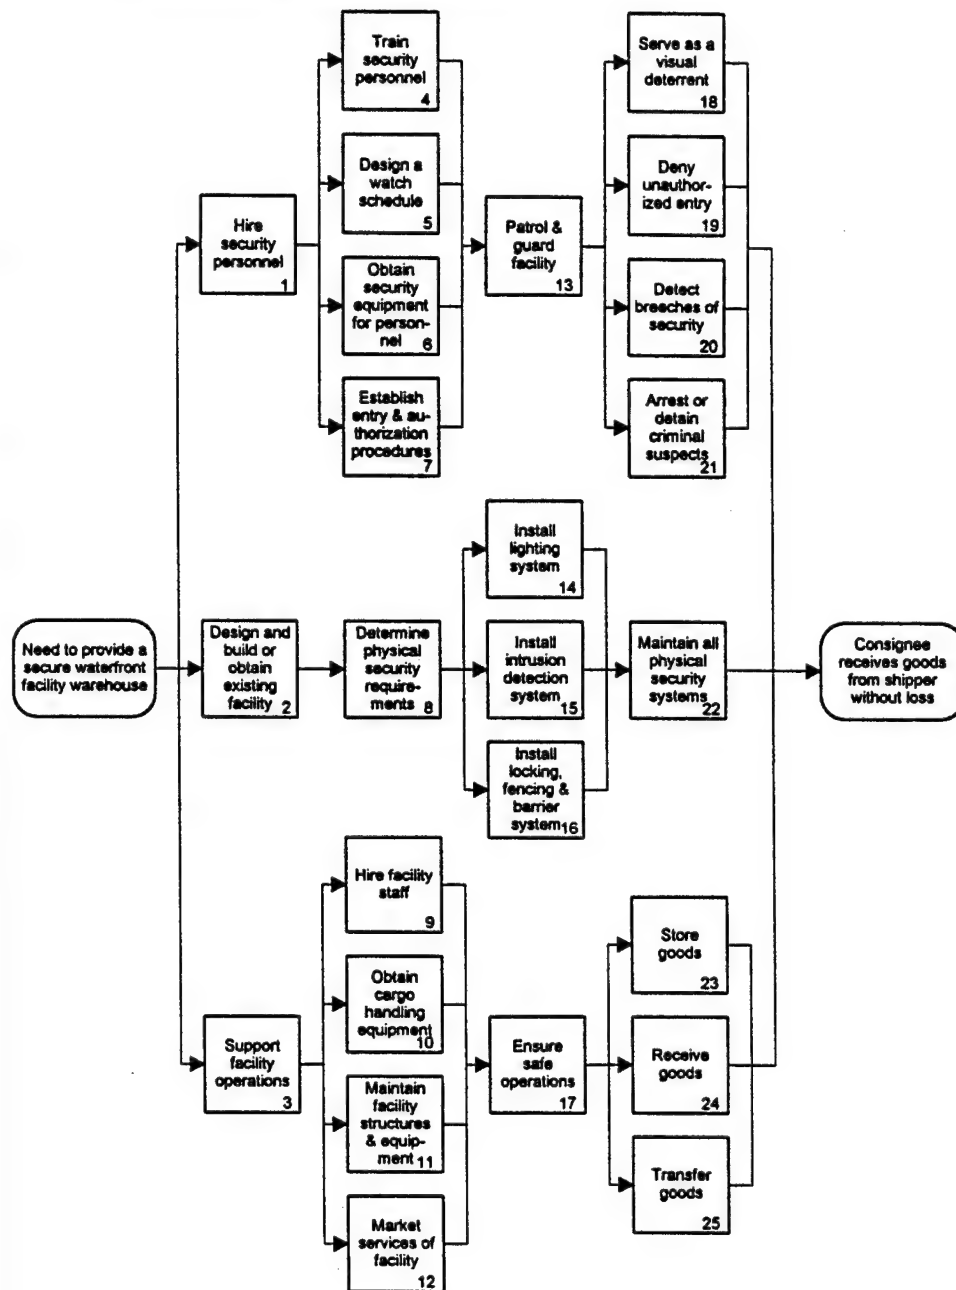 Train
security
personnel
4
Design a
watch
schedule
5
Obtain
security
equipment
for person-
nel
6
Establish
entry & au-
thorization
procedures
7
Hire
security
personnel
1
Patrol &
guard
facility
13
Serve as a
visual
deterrent
18
Deny
unauthor-
ized entry
19
Detect
breaches of
security
20
Arrest or
detain
criminal
suspects
21
Need to provide a
secure waterfront
facility warehouse
Design and
build or
obtain
existing
facility
2
Determine
physical
security
require-
ments
8
Install
lighting
system
14
Install
intrusion
detection
system
15
Install
locking,
fencing &
barrier
system
16
Maintain all
physical
security
systems
22
Consignee
receives goods
from shipper
without loss
Support
facility
operations
3
Hire facility
staff
9
Obtain
cargo
handling
equipment
10
Maintain
facility
structures
& equip-
ment
11
Market
services of
facility
12
Ensure
safe
operations
17
Store
goods
23
Receive
goods
24
Transfer
goods
25